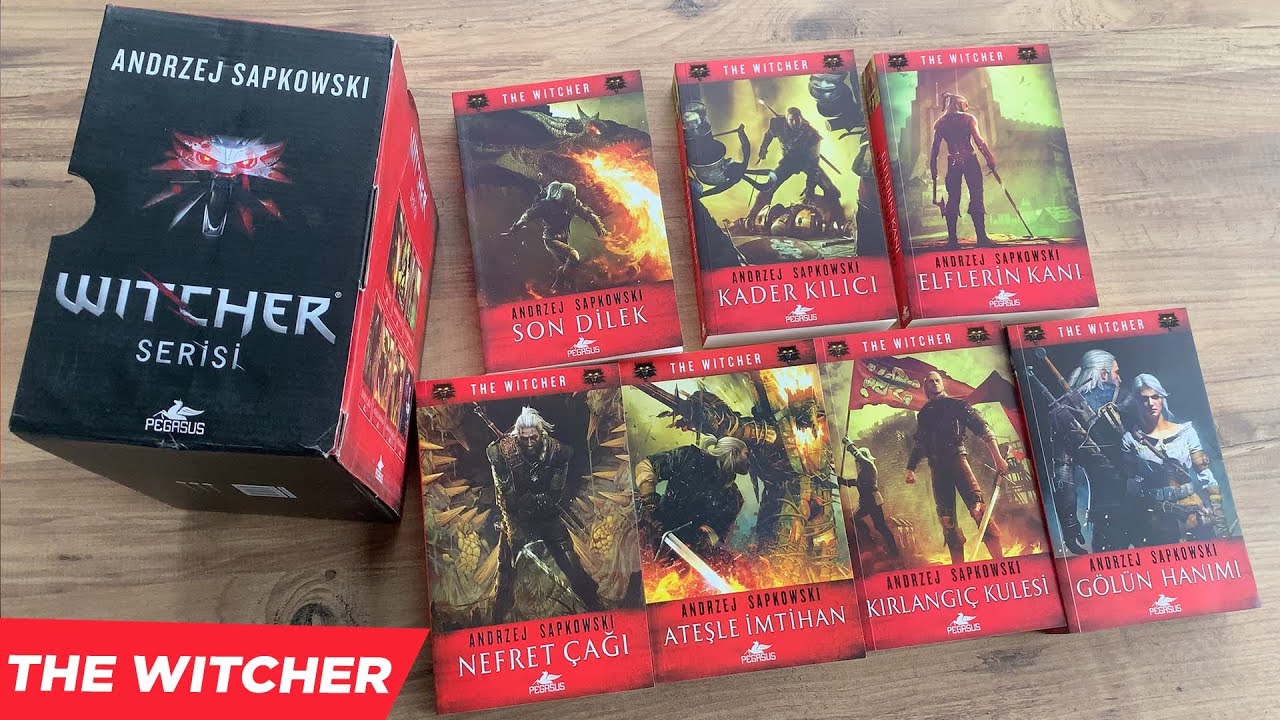 ANDRZEJ SAPKOWSKI
WITCHER
SERISİ
PEGASUS
THE WITCHER
ANDRZEJ SAPKOWSKI
SON DİLEK
PEGASUS
THE WITCHER
ANDRZEJ SAPKOWSKI
KADER KILICI
PEGASUS
THE WITCHER
ANDRZEJ SAPKOWSKI
ELFLERİN KANI
PEGASUS
THE WITCHER
ANDRZEJ SAPKOWSKI
NEFRET ÇAĞI
PEGASUS
THE WITCHER
ANDRZEJ SAPKOWSKI
ATEŞLE İMTİHAN
PEGASUS
THE WITCHER
ANDRZEJ SAPKOWSKI
KIRLANGIÇ KULESİ
PEGASUS
THE WITCHER
ANDRZEJ SAPKOWSKI
GÖLÜN HANIMI
PEGASUS
THE WITCHER